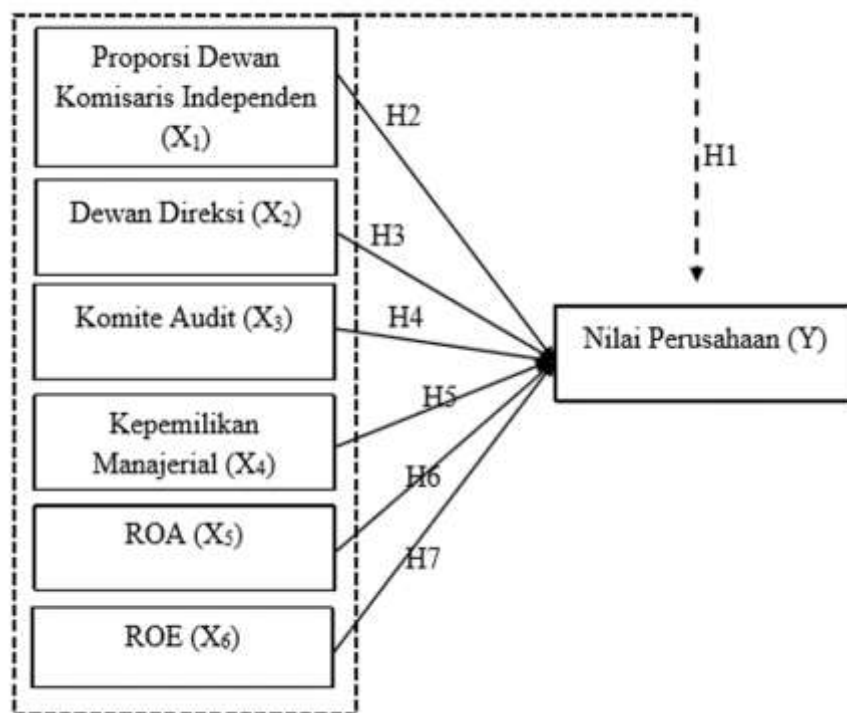 Proporsi Dewan
Komisaris Independen
(X₁)
H2
H1
Dewan Direksi (X₂)
H3
Komite Audit (X₃)
H4
Nilai Perusahaan (Y)
Kepemilikan
Manajerial (X₄)
H5
H6
ROA (X₅)
H7
ROE (X₆)